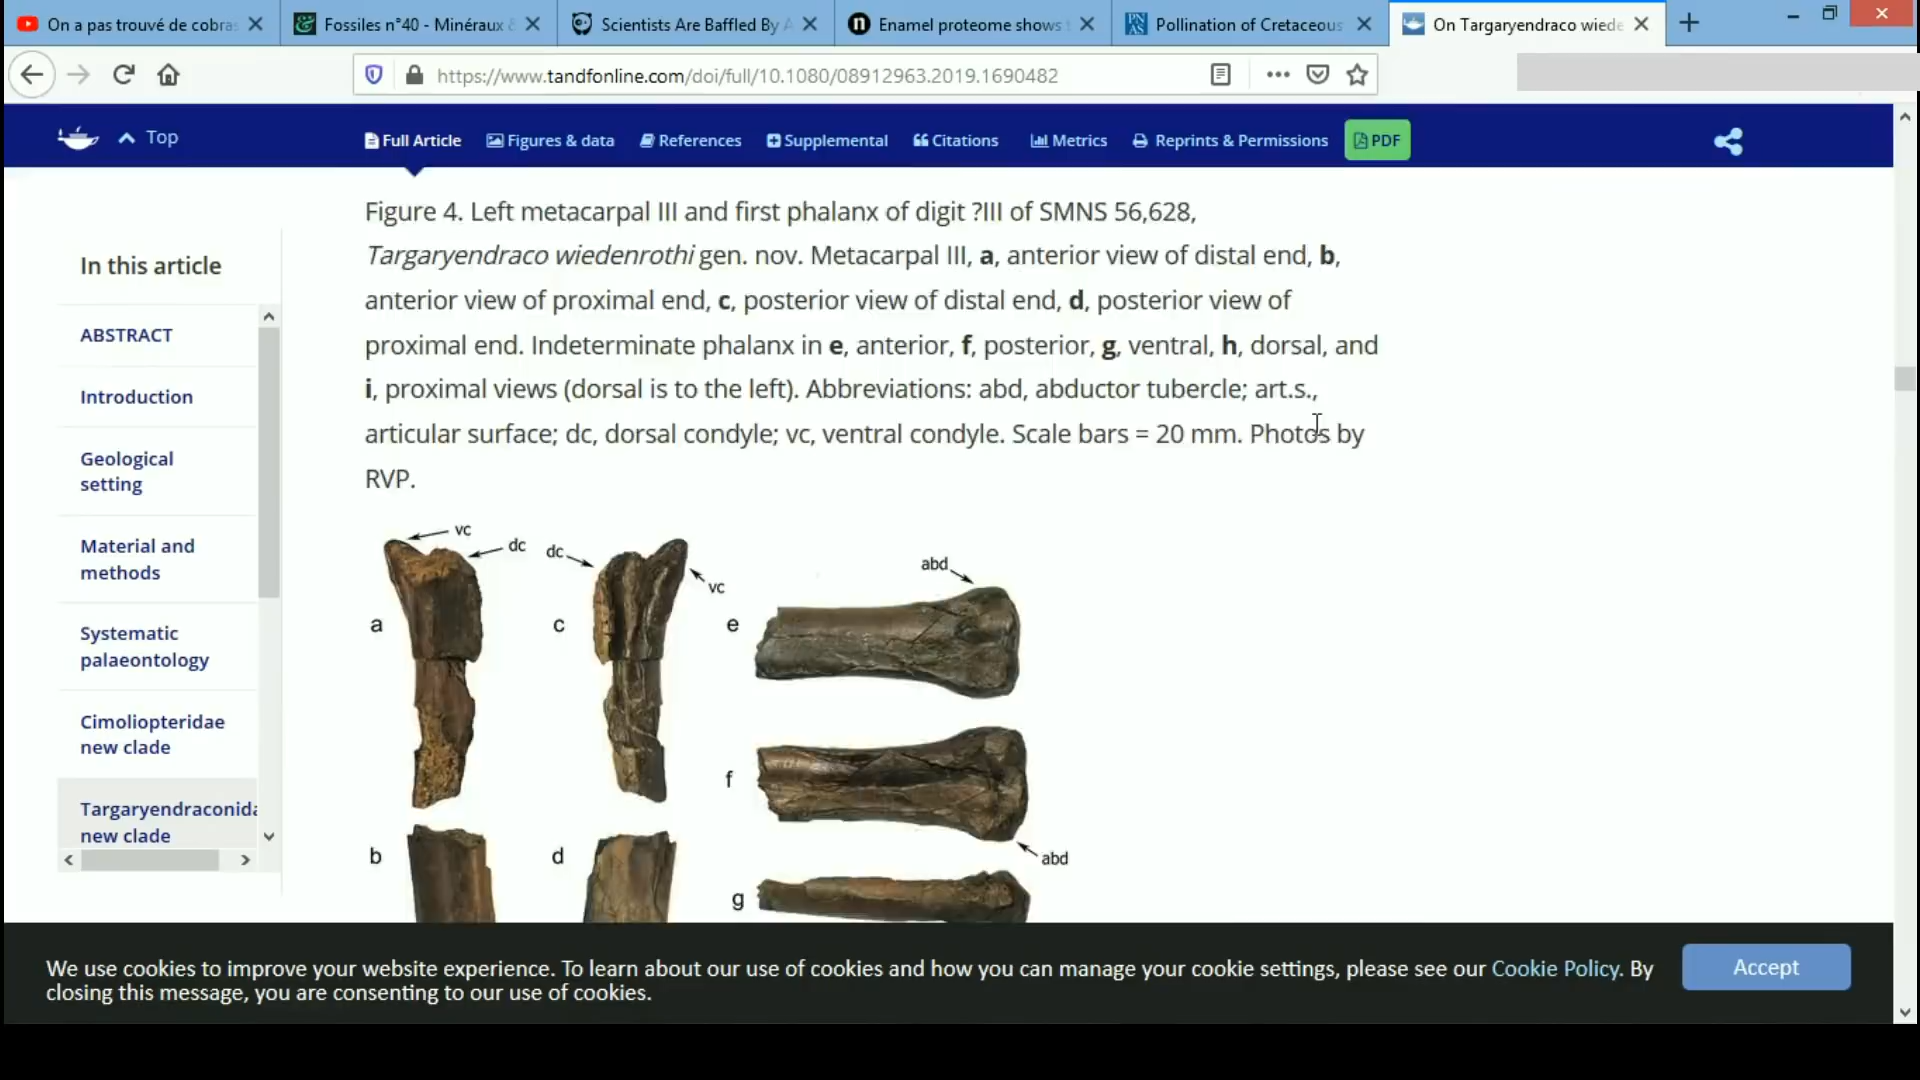 On a pas trouvé de cobras
Fossiles n°40 - Minéraux &
Scientists Are Baffled By A
n Enamel proteome shows t
PNAS Pollination of Cretaceous
On Targaryendraco wiede
https://www.tandfonline.com/doi/full/10.1080/08912963.2019.1690482
Top
Full Article
Figures & data
References
Supplemental
Citations
Metrics
Reprints & Permissions
PDF
In this article
ABSTRACT
Introduction
Geological
setting
Material and
methods
Systematic
palaeontology
Cimoliopteridae
new clade
Targaryendraconida
new clade
Figure 4. Left metacarpal III and first phalanx of digit ?III of SMNS 56,628,
Targaryendraco wiedenrothi gen. nov. Metacarpal III, a, anterior view of distal end, b,
anterior view of proximal end, c, posterior view of distal end, d, posterior view of
proximal end. Indeterminate phalanx in e, anterior, f, posterior, g, ventral, h, dorsal, and
i, proximal views (dorsal is to the left). Abbreviations: abd, abductor tubercle; art.s.,
articular surface; dc, dorsal condyle; vc, ventral condyle. Scale bars = 20 mm. Photos by
RVP.
vc
dc
dc
vc
abd
a
c
e
f
b
d
abd
g
We use cookies to improve your website experience. To learn about our use of cookies and how you can manage your cookie settings, please see our Cookie Policy. By
closing this message, you are consenting to our use of cookies.
Accept